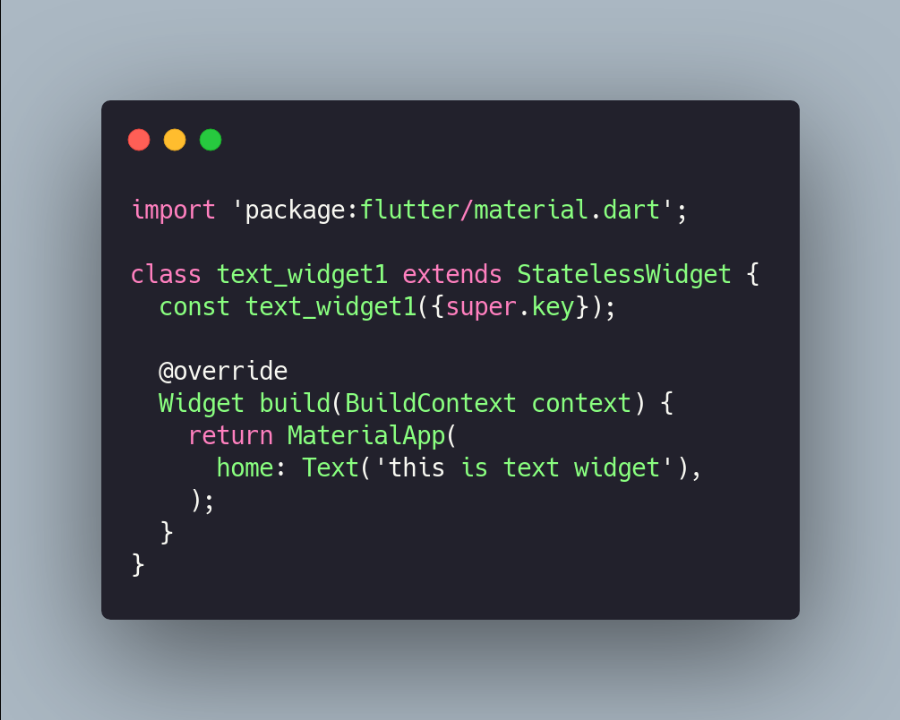 import 'package:flutter/material.dart';
class text_widget1 extends StatelessWidget {
const text_widget1({super.key});
@override
Widget build(BuildContext context) {
return MaterialApp(
home: Text('this is text widget'),
);
}
}